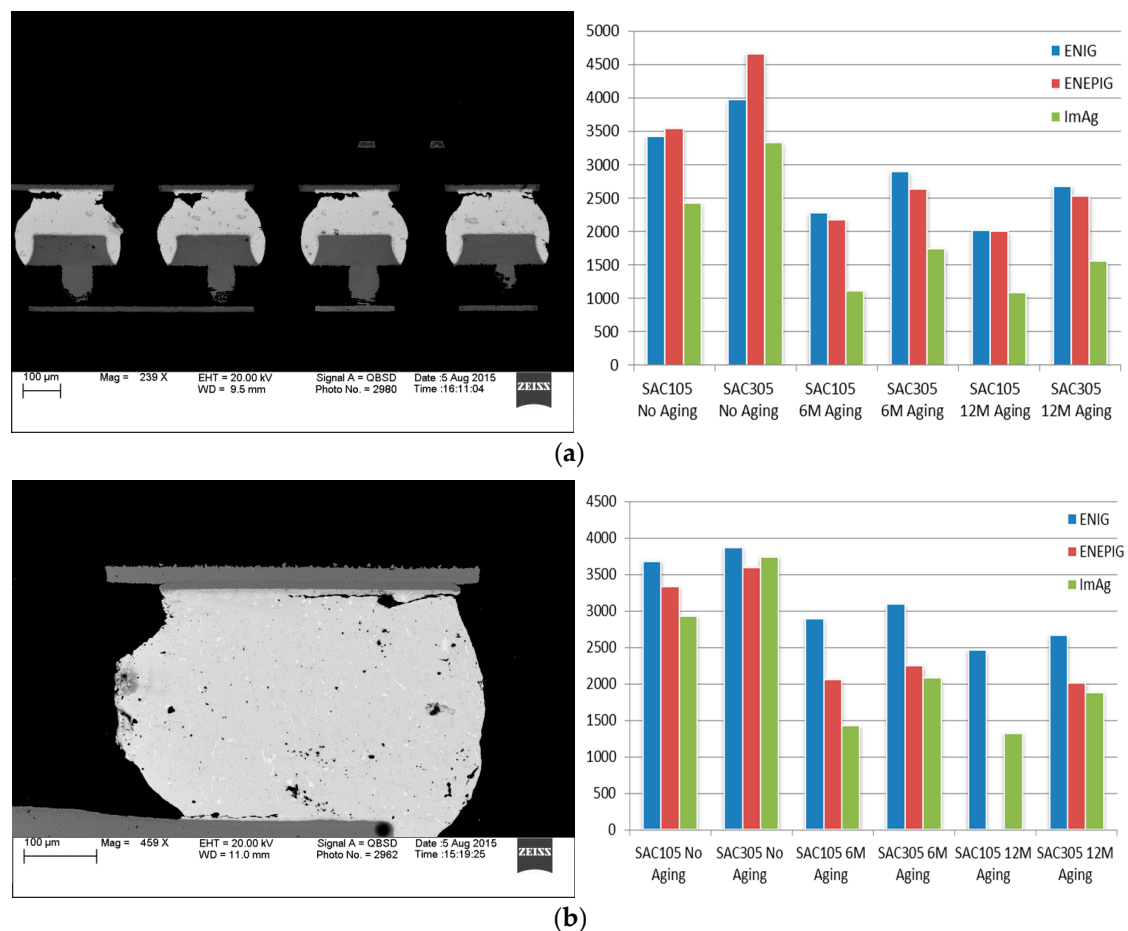 5000
4500
4000
3500
3000
2500
2000
1500
1000
500
0
ENIG
ENEPIG
ImAg
SAC105 SAC305 SAC105 SAC305 SAC105 SAC305
No Aging No Aging 6M Aging 6M Aging 12M Aging 12M Aging
100 µm Mag = 239 X EHT = 20.00 kV Signal A = QBSD Date :5 Aug 2015 ZEISS
WD = 9.5 mm Photo No. = 2980 Time :16:11:04
(a)
4500
4000
3500
3000
2500
2000
1500
1000
500
0
ENIG
ENEPIG
ImAg
SAC105 No SAC305 No SAC105 6M SAC305 6M SAC105 12M SAC305 12M
Aging Aging Aging Aging Aging Aging
100 µm Mag = 459 X EHT = 20.00 kV Signal A = QBSD Date :5 Aug 2015 ZEISS
WD = 11.0 mm Photo No. = 2962 Time :15:19:25
(b)